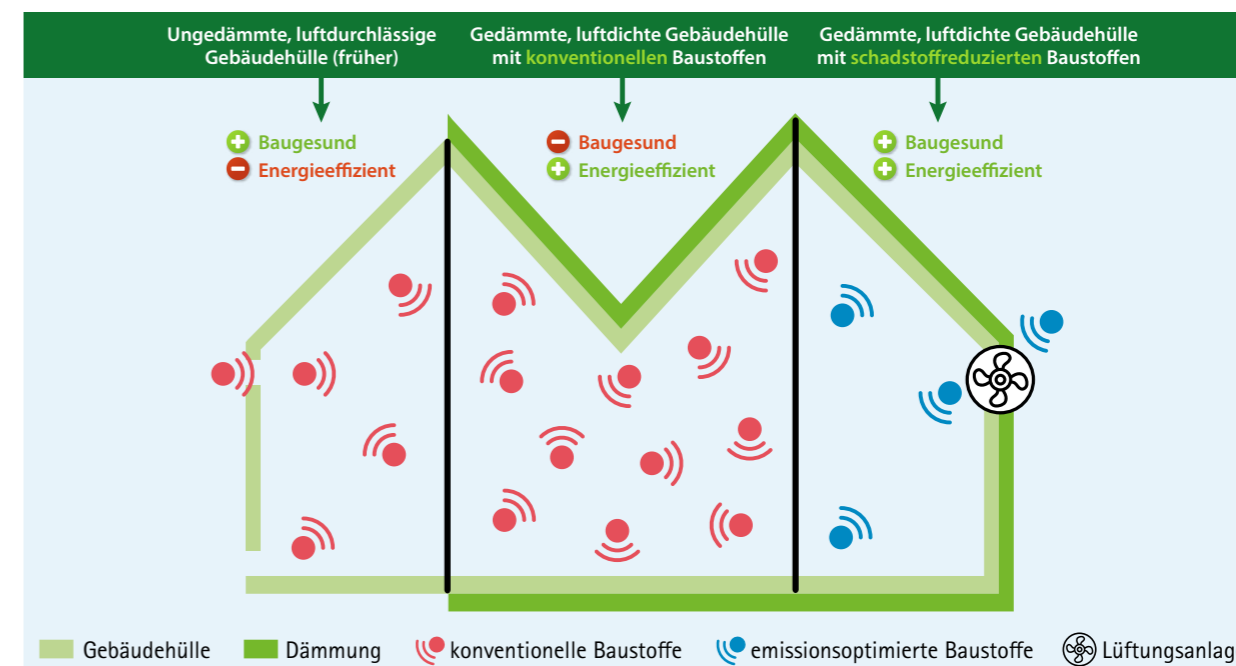 Ungedämmte, luftdurchlässige
Gebäudehülle (früher)
Gedämmte, luftdichte Gebäudehülle
mit konventionellen Baustoffen
Gedämmte, luftdichte Gebäudehülle
mit schadstoffreduzierten Baustoffen
Baugesund
Energieeffizient
Baugesund
Energieeffizient
Baugesund
Energieeffizient
Gebäudehülle
Dämmung
konventionelle Baustoffe
emissionsoptimierte Baustoffe
Lüftungsanlag